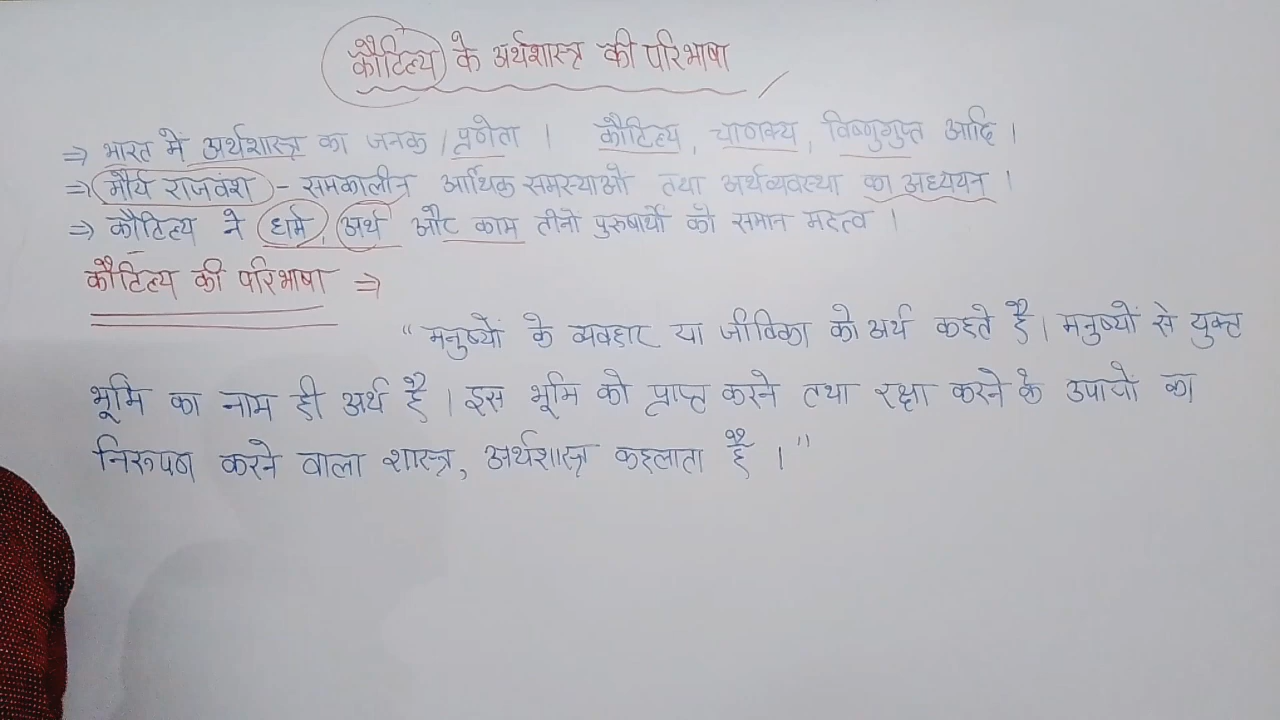 कौटिल्य के अर्थशास्त्र की परिभाषा
⇒ भारत में अर्थशास्त्र का जनक / प्रणेता । कौटिल्य, चाणक्य, विष्णुगुप्त आदि ।
⇒ मौर्य राजवंश - समकालीन आर्थिक समस्याओ तथा अर्थव्यवस्था का अध्ययन ।
⇒ कौटिल्य ने धर्म, अर्थ और काम तीनो पुरुषार्थो को समान महत्व ।
कौटिल्य की परिभाषा ⇒
“मनुष्यों के व्यवहार या जीविका को अर्थ कहते है । मनुष्यों से युक्त
भूमि का नाम ही अर्थ है । इस भूमि को प्राप्त करने तथा रक्षा करने के उपायों का
निरूपण करने वाला शास्त्र, अर्थशास्त्र कहलाता है ।”